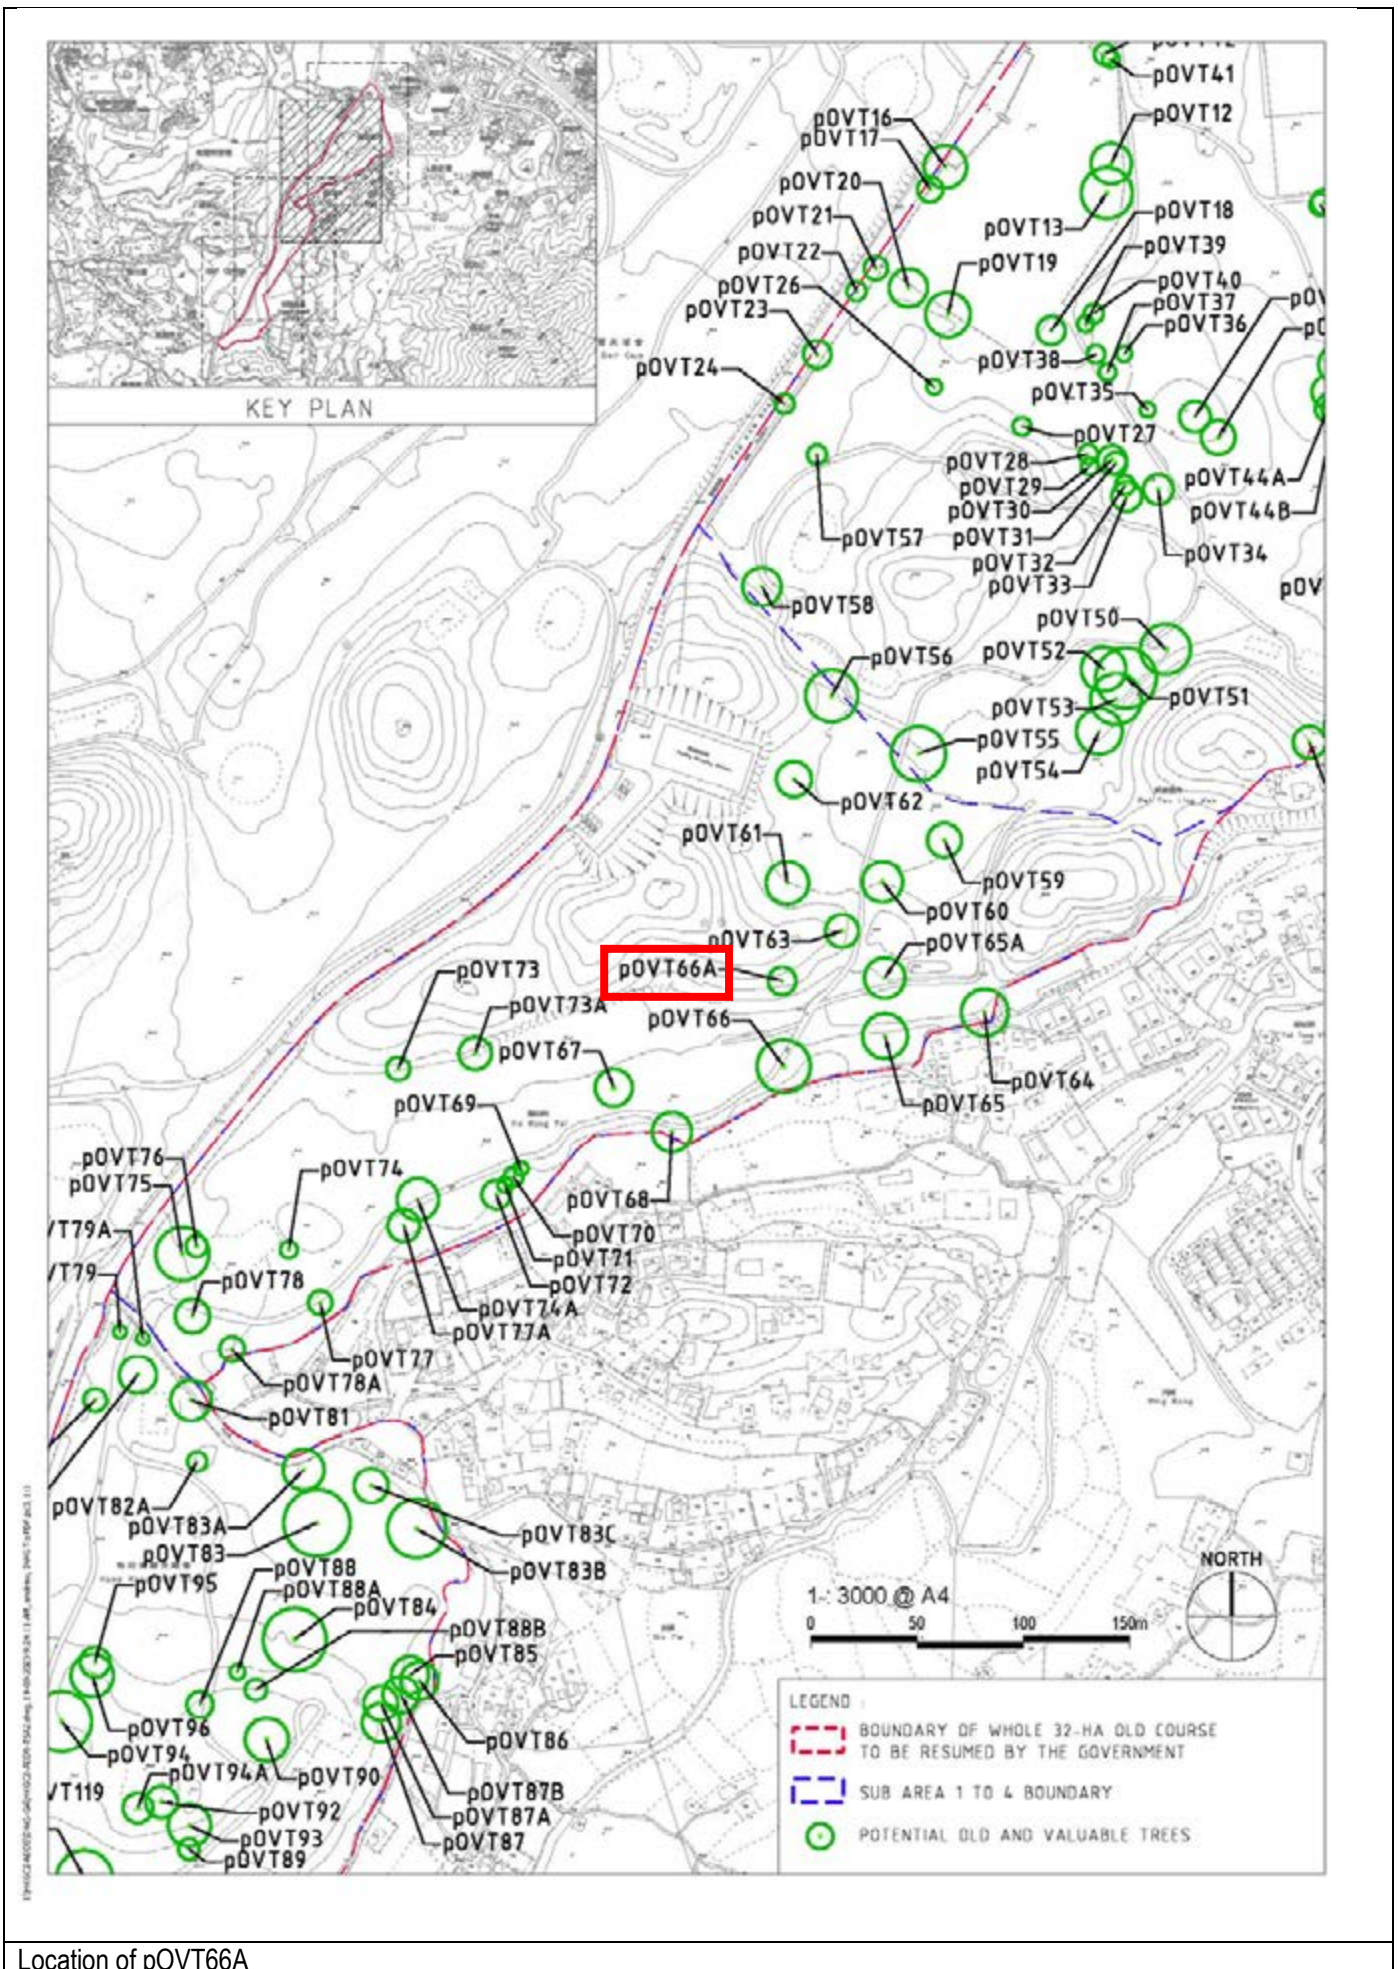 pOVT41
pOVT16
pOVT12
pOVT17
pOVT20
pOVT21
pOVT18
pOVT13
pOVT39
pOVT22
pOVT19
pOVT26
pOVT40
pOVT37
pOVT23
pOVT36
pOVT38
pOVT24
pOVT35
KEY PLAN
pOVT27
pOVT28
pOVT44A
pOVT29
pOVT30
pOVT44B
pOVT57
pOVT31
pOVT34
pOVT32
pOVT33
pOV
pOVT58
pOVT50
pOVT56
pOVT52
pOVT51
pOVT53
pOVT55
pOVT54
pOVT62
pOVT61
pOVT59
pOVT60
pOVT63
pOVT65A
pOVT66A
pOVT73
pOVT73A
pOVT66
pOVT67
pOVT64
pOVT69
pOVT65
pOVT76
pOVT74
pOVT75
pOVT68
VT79A
pOVT70
pOVT71
VT79
pOVT78
pOVT72
pOVT74A
pOVT77A
pOVT77
pOVT78A
pOVT81
pOVT82A
pOVT83A
pOVT83C
pOVT83
pOVT88
pOVT83B
pOVT95
pOVT88A
pOVT84
pOVT88B
pOVT85
pOVT96
pOVT86
pOVT94
pOVT94A
pOVT90
VT119
pOVT87B
pOVT92
pOVT87A
pOVT93
pOVT87
pOVT89
NORTH
1-: 3000 @ A4
0 50 100 150m
LEGEND :
BOUNDARY OF WHOLE 32-HA OLD COURSE
TO BE RESUMED BY THE GOVERNMENT
SUB AREA 1 TO 4 BOUNDARY
POTENTIAL OLD AND VALUABLE TREES
Location of pOVT66A